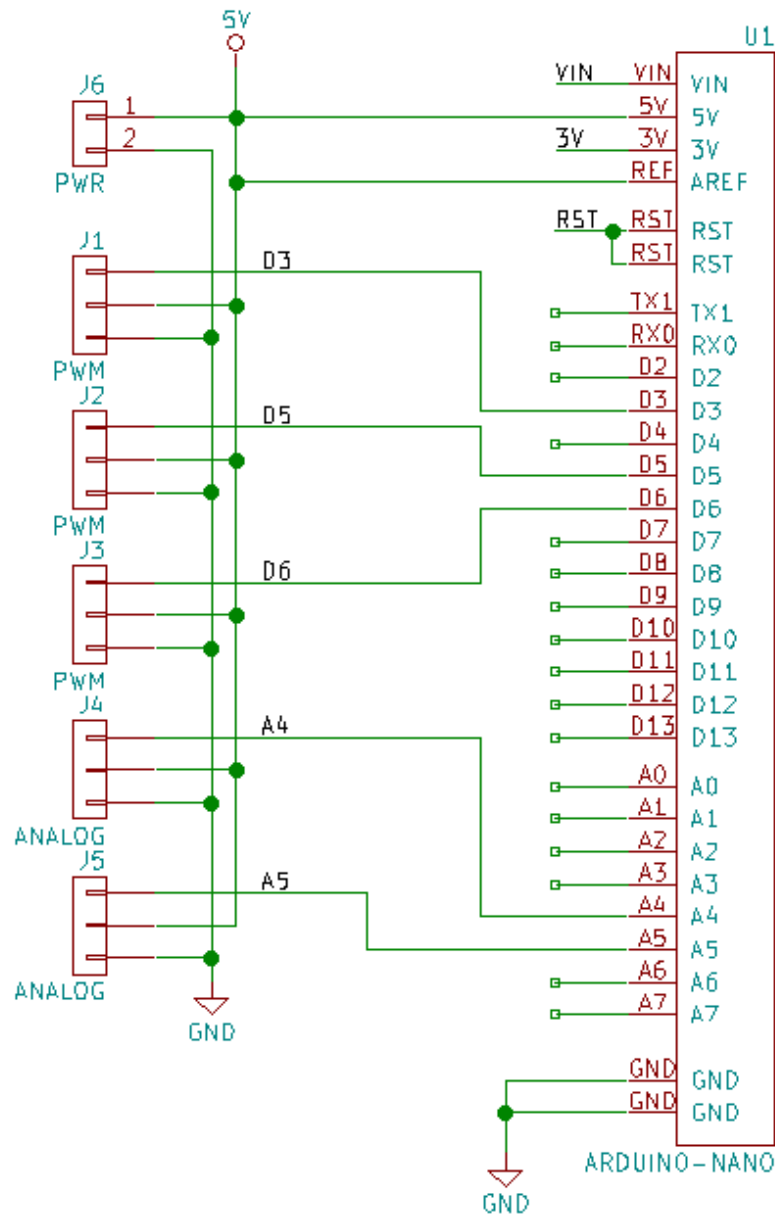 5V
J6
1
2
PWR
J1
D3
PWM
J2
D5
PWM
J3
D6
PWM
J4
A4
ANALOG
J5
A5
ANALOG
GND
U1
VIN VIN VIN
5V 5V
3V 3V 3V
REF AREF
RST RST RST
RST RST
TX1 TX1
RX0 RX0
D2 D2
D3 D3
D4 D4
D5 D5
D6 D6
D7 D7
D8 D8
D9 D9
D10 D10
D11 D11
D12 D12
D13 D13
A0 A0
A1 A1
A2 A2
A3 A3
A4 A4
A5 A5
A6 A6
A7 A7
GND GND
GND GND
ARDUINO-NANO
GND